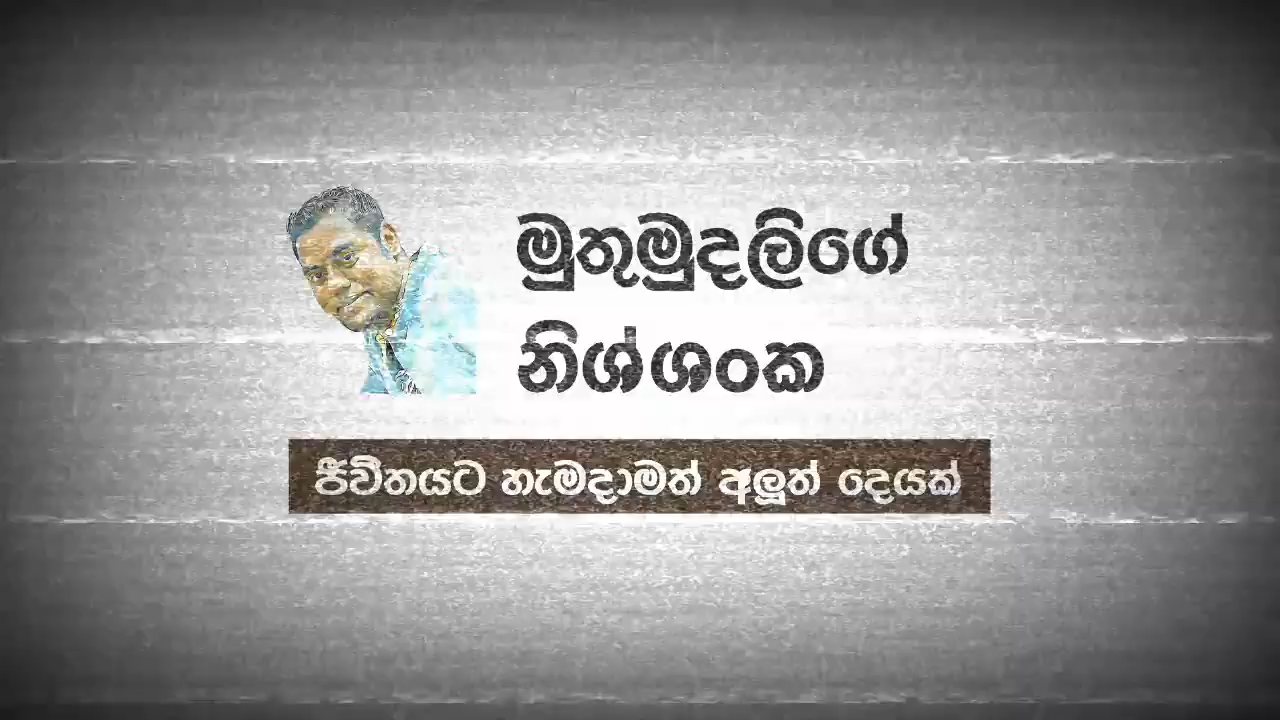 මුතුමුදලිගේ
නිශ්ශංක
ජීවිතයට හැමදාමත් අලුත් දෙයක්